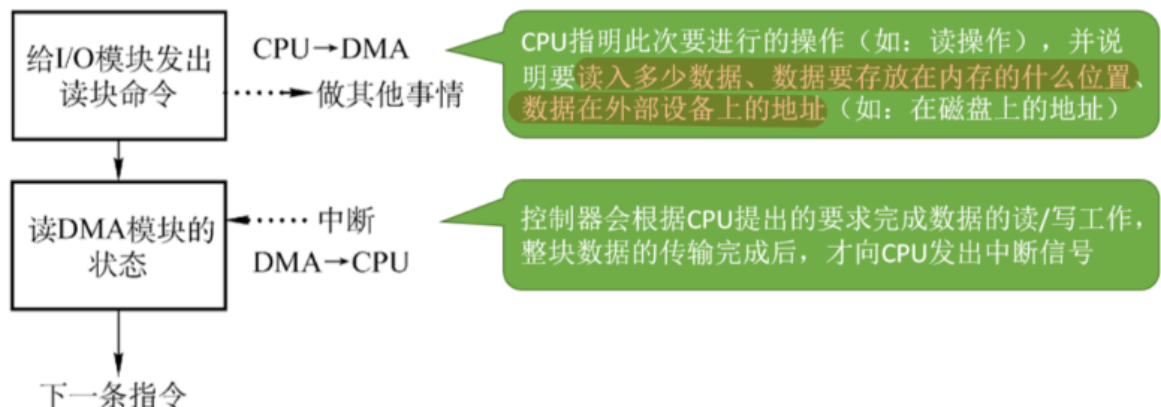 给I/O模块发出
读块命令
CPU→DMA
做其他事情
CPU指明此次要进行的操作（如：读操作），并说
明要读入多少数据、数据要存放在内存的什么位置、
数据在外部设备上的地址（如：在磁盘上的地址）
读DMA模块的
状态
中断
DMA→CPU
控制器会根据CPU提出的要求完成数据的读/写工作，
整块数据的传输完成后，才向CPU发出中断信号
下一条指令